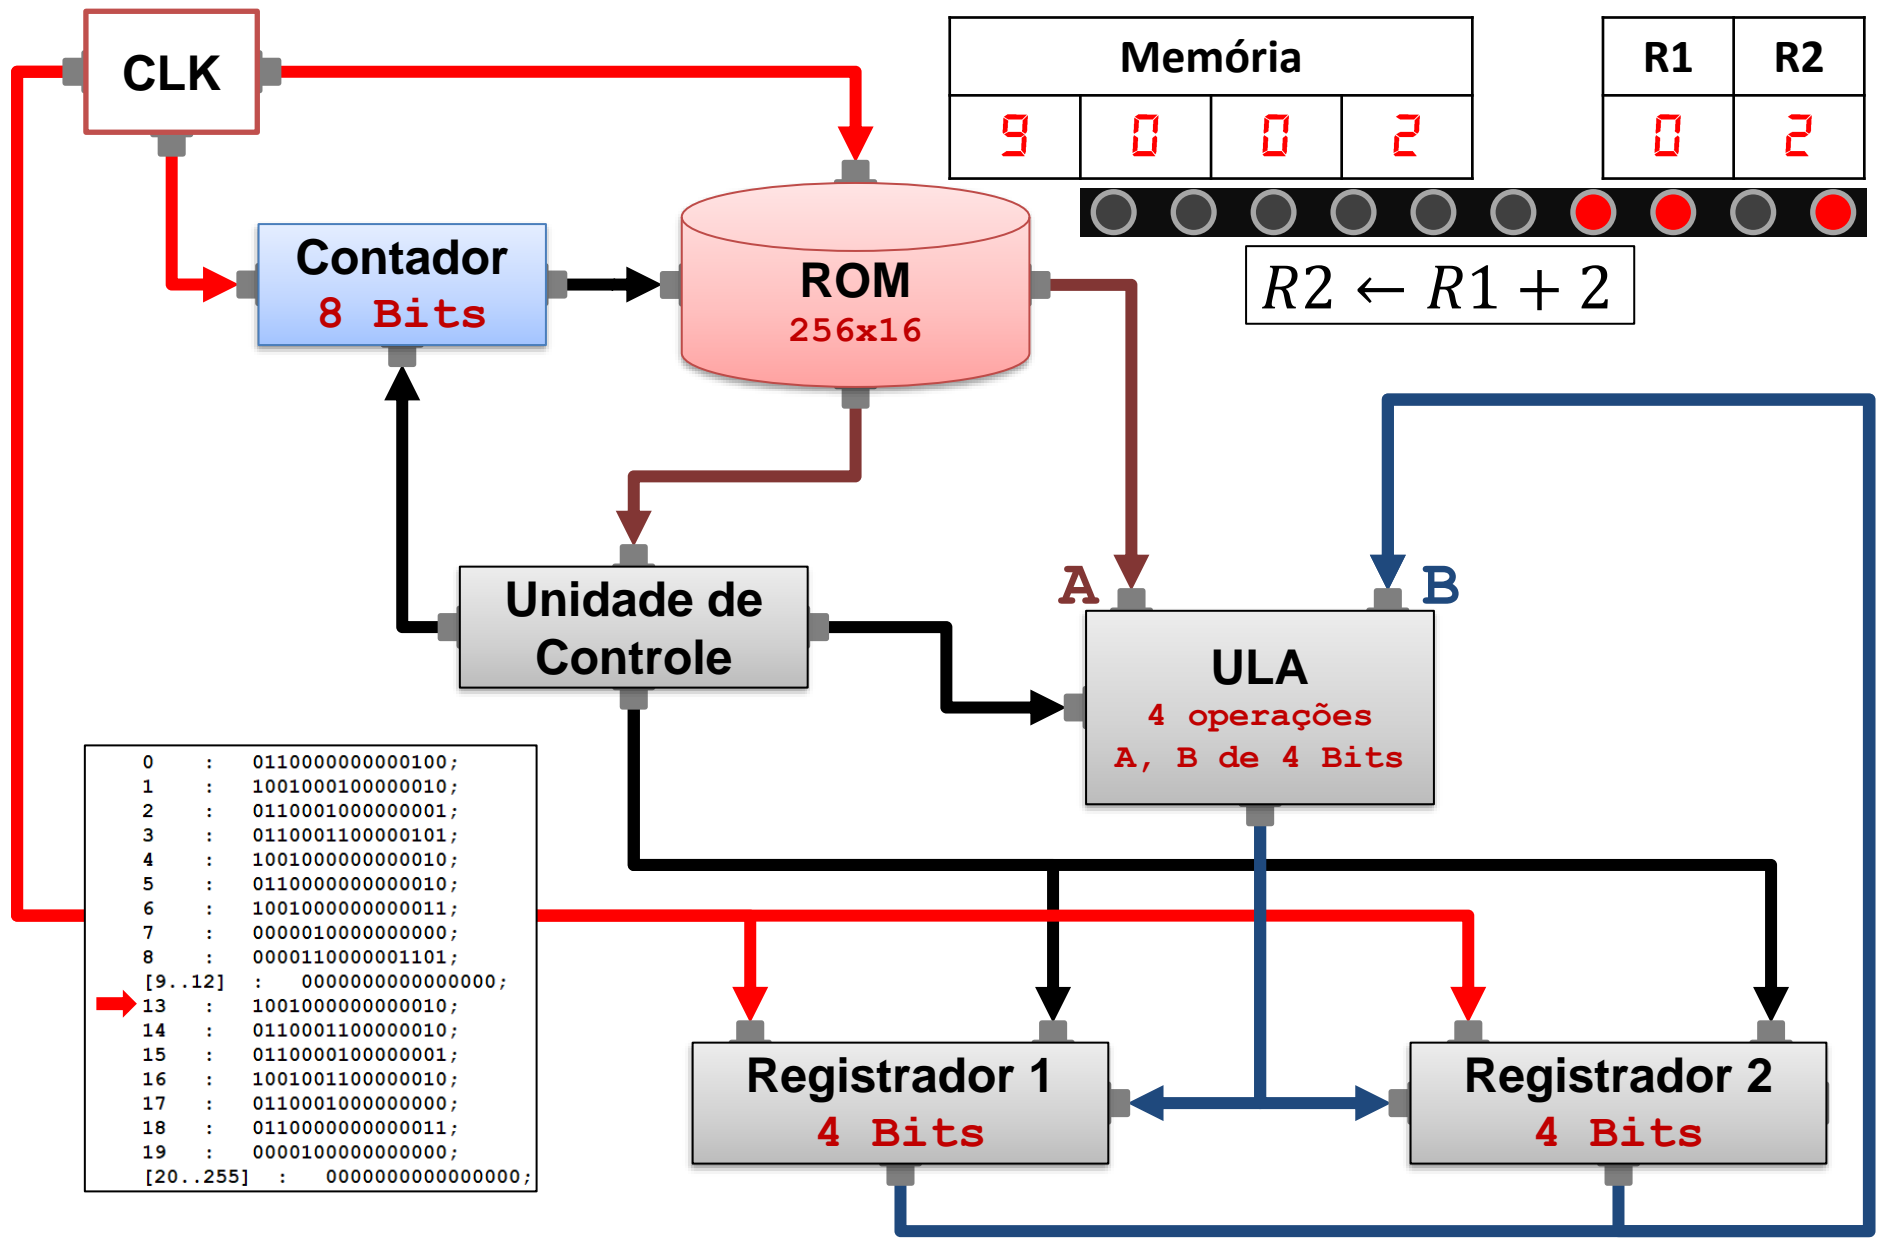 CLK
Memória
R1 R2
9 0 0 2
0 2
Contador
8 Bits
ROM
256x16
R2 ← R1 + 2
Unidade de
Controle
A
B
ULA
4 operações
A, B de 4 Bits
0 : 0110000000000100;
1 : 1001000100000010;
2 : 0110001000000001;
3 : 0110001100000101;
4 : 1001000000000010;
5 : 0110000000000010;
6 : 1001000000000011;
7 : 0000010000000000;
8 : 0000110000001101;
[9..12] : 0000000000000000;
13 : 1001000000000010;
14 : 0110001100000010;
15 : 0110000100000001;
16 : 1001001100000010;
17 : 0110001000000000;
18 : 0110000000000011;
19 : 0000100000000000;
[20..255] : 0000000000000000;
Registrador 1
4 Bits
Registrador 2
4 Bits